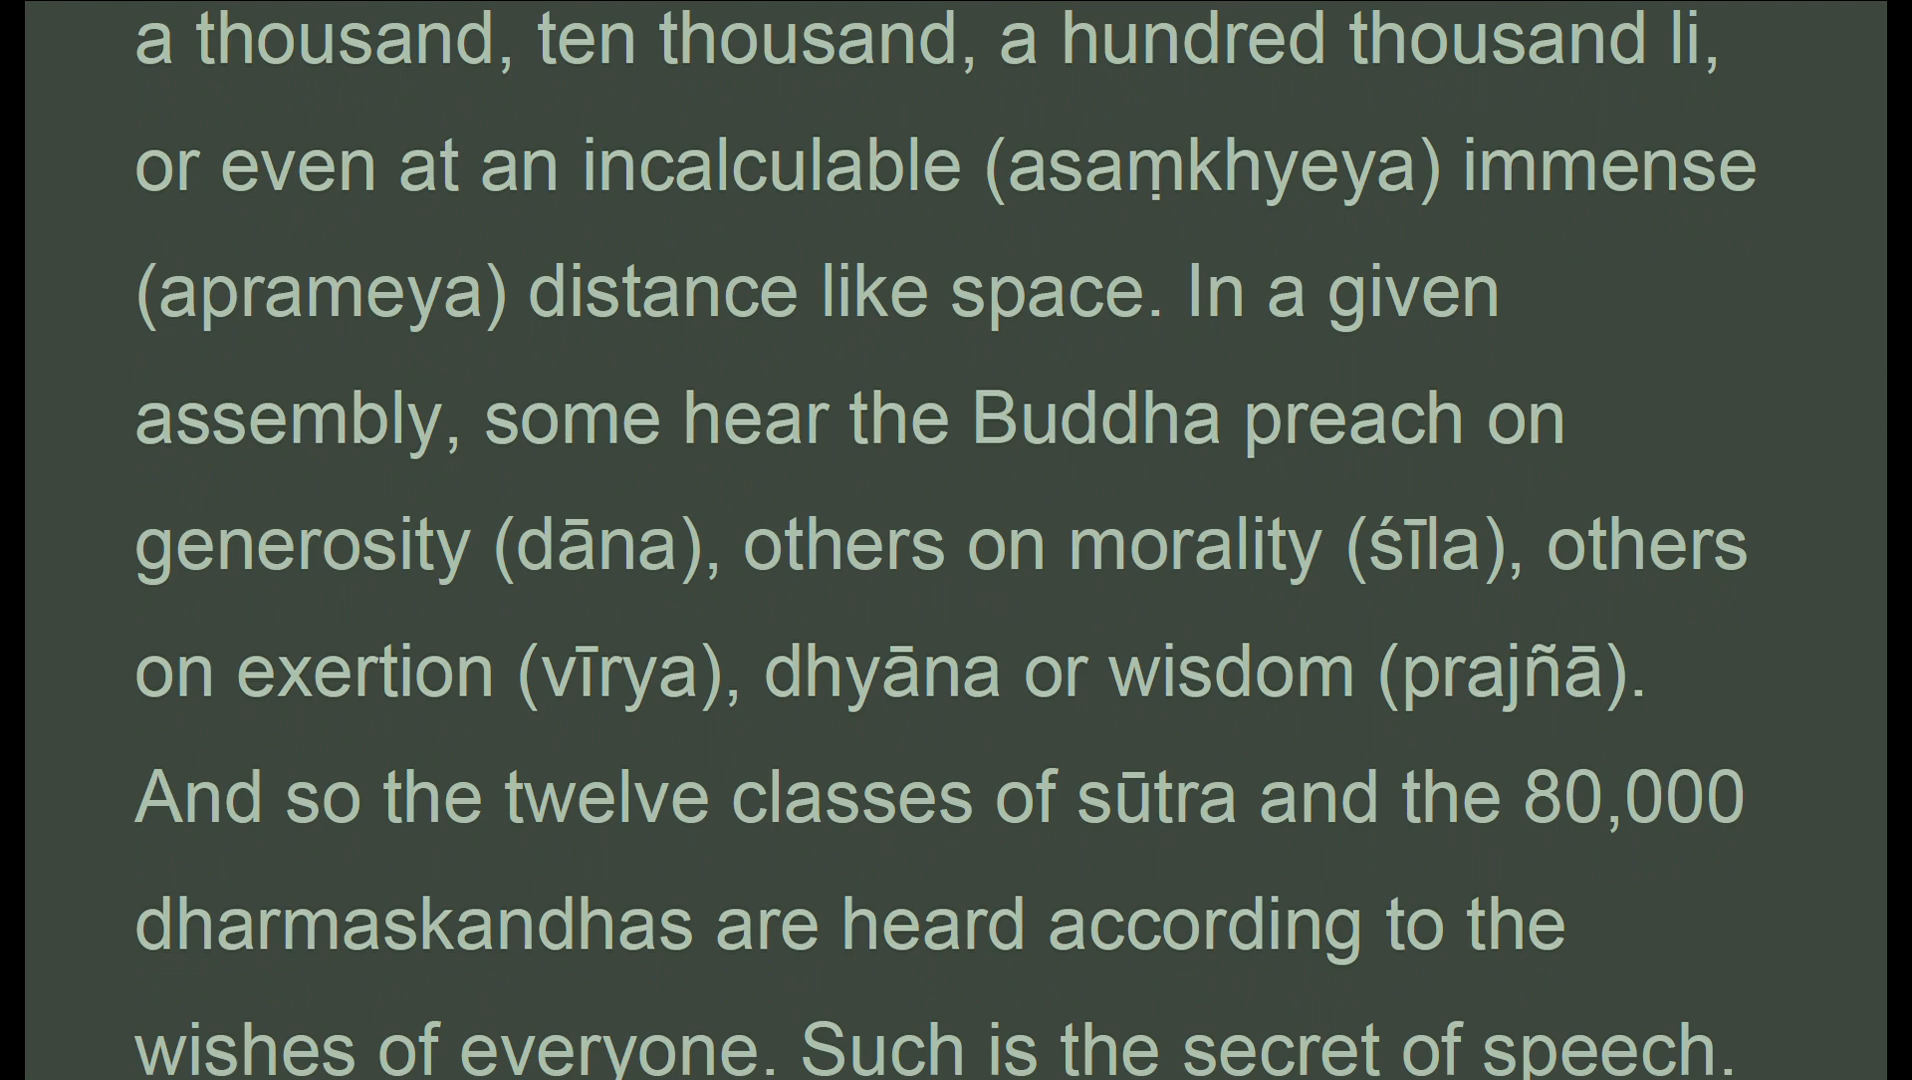 a thousand, ten thousand, a hundred thousand li,
or even at an incalculable (asaṃkhyeya) immense
(aprameya) distance like space. In a given
assembly, some hear the Buddha preach on
generosity (dāna), others on morality (śīla), others
on exertion (vīrya), dhyāna or wisdom (prajñā).
And so the twelve classes of sūtra and the 80,000
dharmaskandhas are heard according to the
wishes of everyone. Such is the secret of speech.